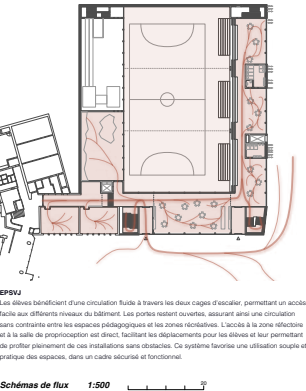 EPSVJ
Les élèves bénéficient d'une circulation fluide à travers les deux cages d'escalier, permettant un accès
facile aux différents niveaux du bâtiment. Les portes restent ouvertes, assurant ainsi une circulation
sans contrainte entre les espaces pédagogiques et les zones récréatives. L'accès à la zone réfectoire
et à la salle de proprioception est direct, facilitant les déplacements pour les élèves et leur permettant
de profiter pleinement de ces installations sans obstacles. Ce système favorise une utilisation souple et
pratique des espaces, dans un cadre sécurisé et fonctionnel.
Schémas de flux 1:500 20